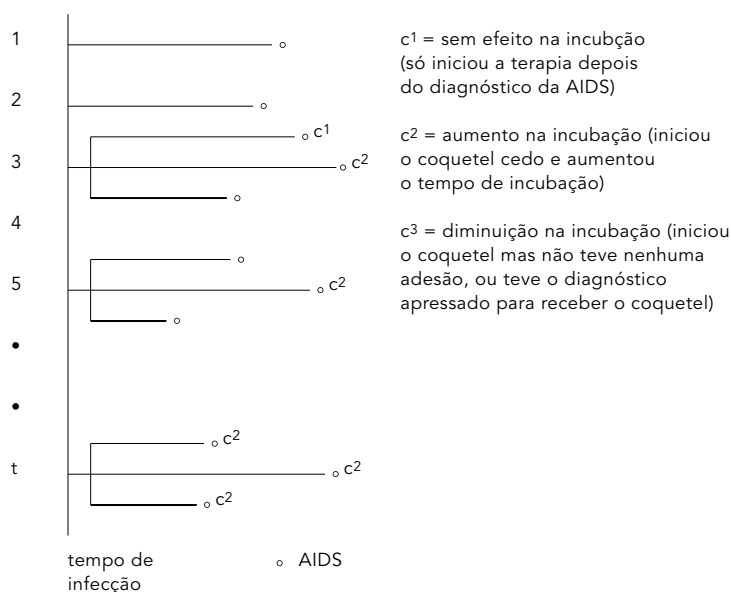 1
2
c1
3
c2
4
5
c2
•
•
c2
t
c2
c2
tempo de
infecção
AIDS
c1 = sem efeito na incubção
(só iniciou a terapia depois
do diagnóstico da AIDS)
c2 = aumento na incubação (iniciou
o coquetel cedo e aumentou
o tempo de incubação)
c3 = diminuição na incubação (iniciou
o coquetel mas não teve nenhuma
adesão, ou teve o diagnóstico
apressado para receber o coquetel)